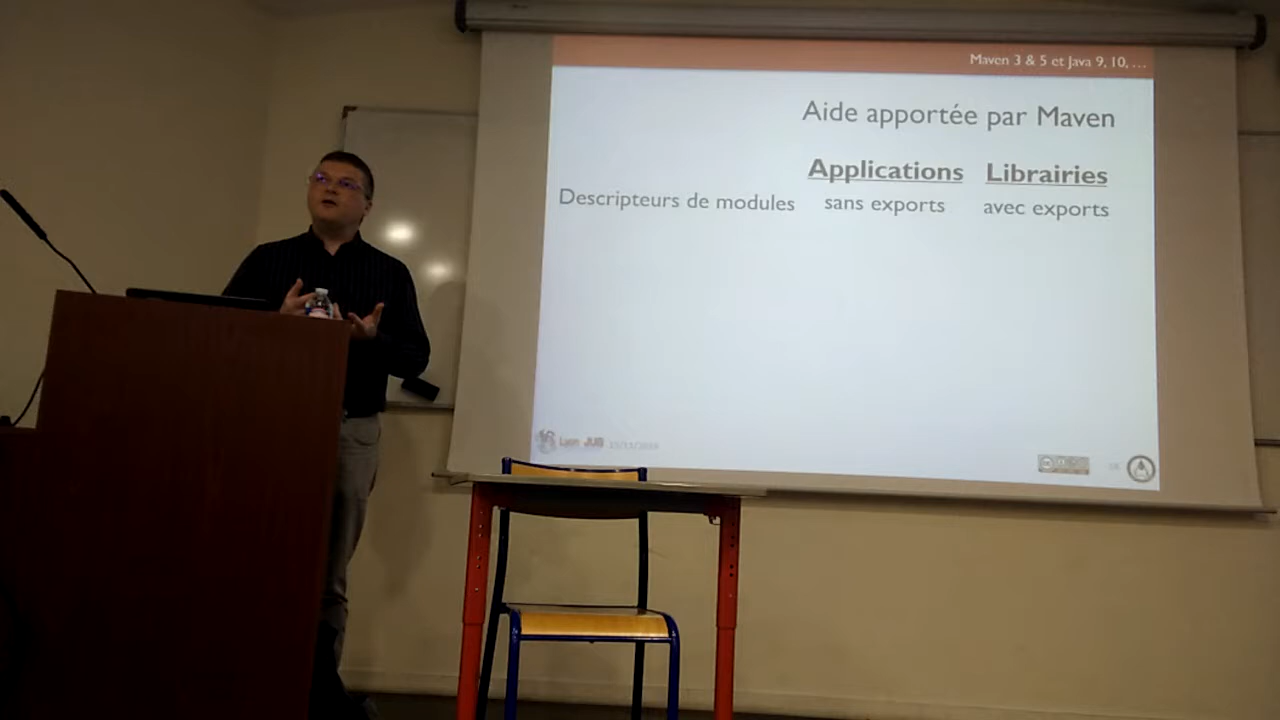 Maven 3 & 5 et Java 9, 10, …
Aide apportée par Maven
Applications Librairies
Descripteurs de modules sans exports avec exports
Lyon JUG